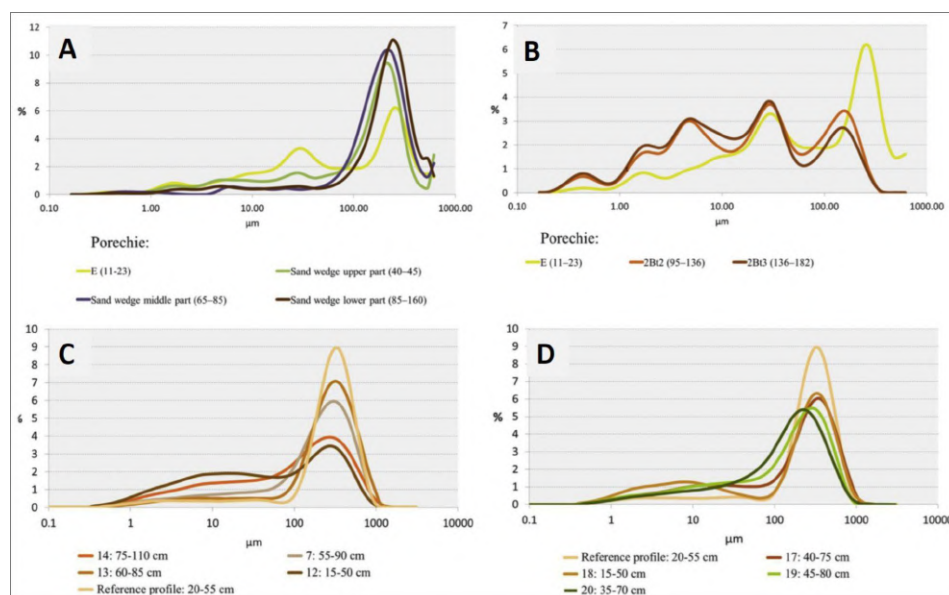 A
12
10
8
6
4
2
0
%
0.10 1.00 10.00 100.00 1000.00
µm
Porechie:
E (11–23) Sand wedge upper part (40–45)
Sand wedge middle part (65–85) Sand wedge lower part (85–160)
B
7
6
5
4
3
2
1
0
%
0.10 1.00 10.00 100.00 1000.00
µm
Porechie:
E (11–23) 2Bt2 (95–136) 2Bt3 (136–182)
C
10
9
8
7
6
5
4
3
2
1
0
0.1 1 10 100 1000 10000
µm
14: 75-110 cm 7: 55-90 cm
13: 60-85 cm 12: 15-50 cm
Reference profile: 20-55 cm
D
10
9
8
7
6
5
4
3
2
1
0
%
0.1 1 10 100 1000 10000
µm
Reference profile: 20-55 cm 17: 40-75 cm
18: 15-50 cm 19: 45-80 cm
20: 35-70 cm